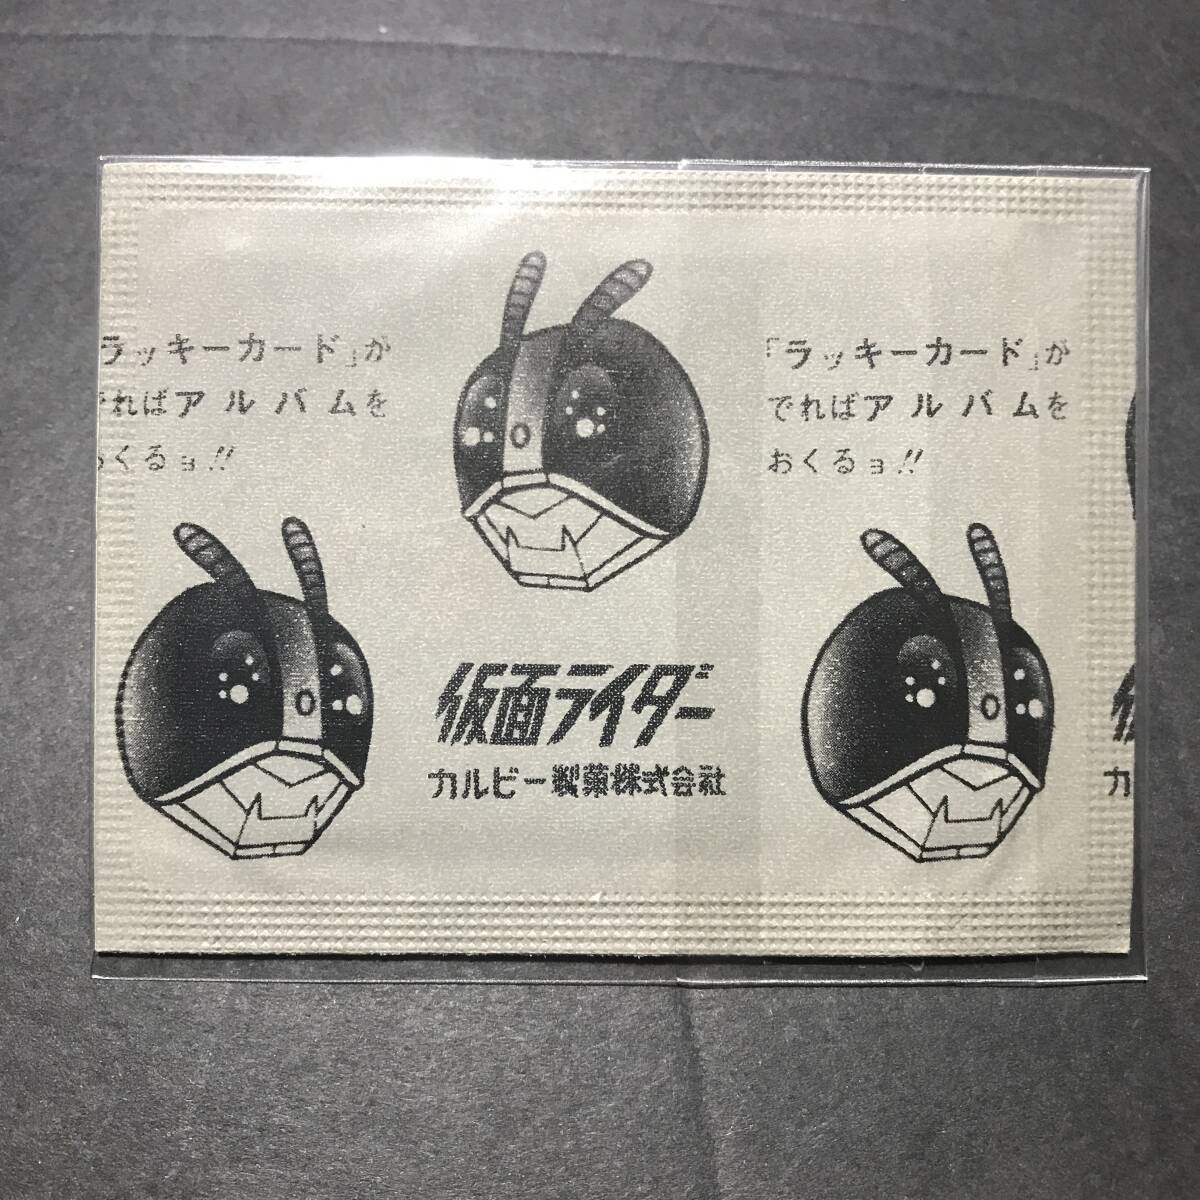 ラッキーカード」が
でればアルバムを
おくるョ!!
「ラッキーカード」が
でればアルバムを
おくるョ!!
仮面ライダー
カルビー製菓株式会社
カル